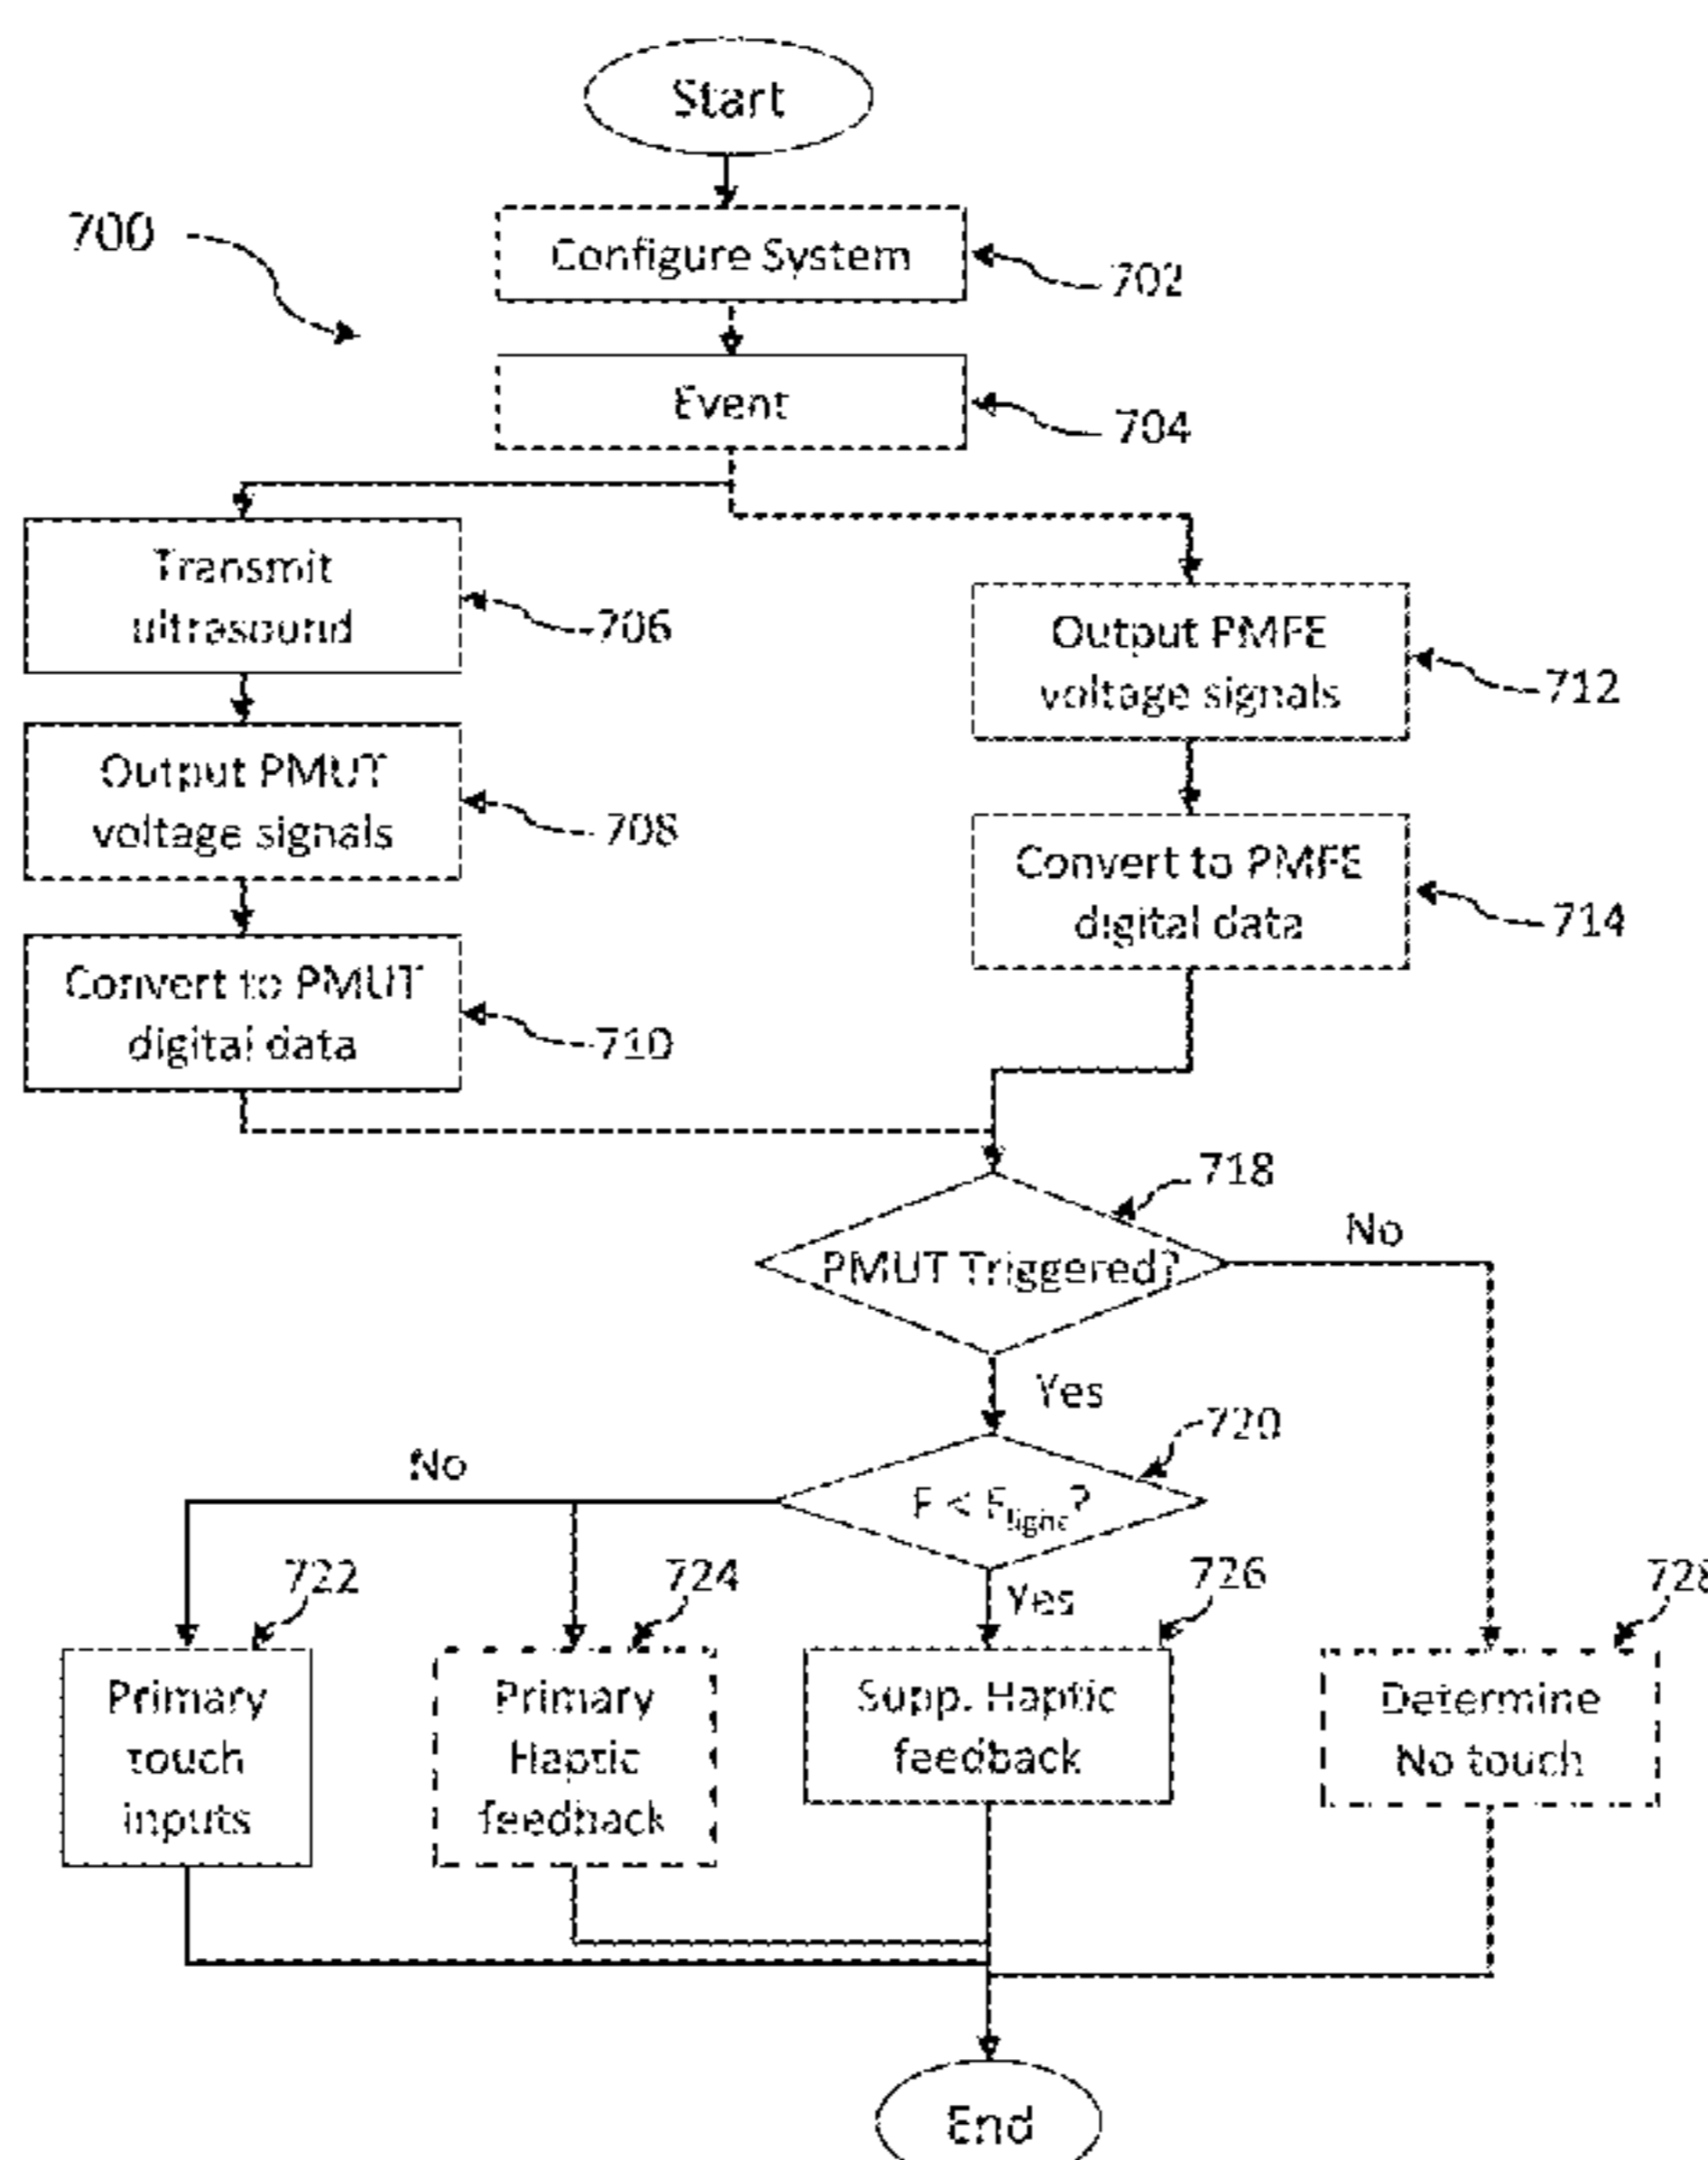 Start
700
Configure System
702
Event
704
Transmit
ultrasound
706
Output PMFE
voltage signals
712
Output PMUT
voltage signals
708
Convert to PMFE
digital data
714
Convert to PMUT
digital data
710
718
PMUT Triggered?
No
Yes
720
No
F < Flight?
Yes
722
724
726
728
Primary
touch
inputs
Primary
Haptic
feedback
Supp. Haptic
feedback
Determine
No touch
End